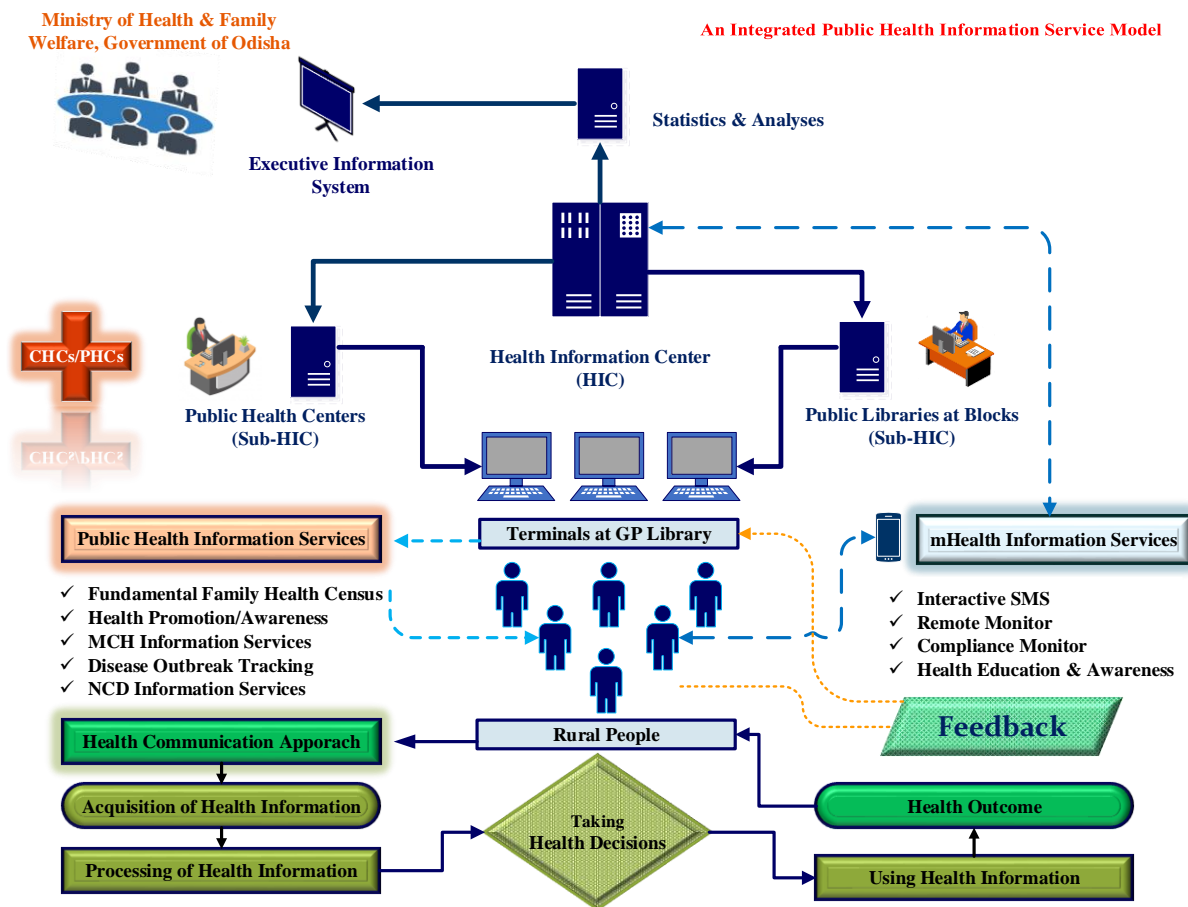 Ministry of Health & Family
Welfare, Government of Odisha
An Integrated Public Health Information Service Model
Statistics & Analyses
Executive Information
System
CHCs/PHCs
CHCs/PHCs
Health Information Center
(HIC)
Public Health Centers
(Sub-HIC)
Public Libraries at Blocks
(Sub-HIC)
Public Health Information Services
Terminals at GP Library
mHealth Information Services
✓ Fundamental Family Health Census
✓ Health Promotion/Awareness
✓ MCH Information Services
✓ Disease Outbreak Tracking
✓ NCD Information Services
✓ Interactive SMS
✓ Remote Monitor
✓ Compliance Monitor
✓ Health Education & Awareness
Feedback
Rural People
Health Communication Apporach
Acquisition of Health Information
Processing of Health Information
Taking
Health Decisions
Health Outcome
Using Health Information